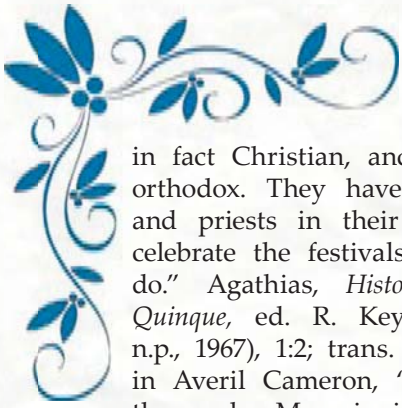 in fact Christian, and
orthodox. They have
and priests in their
celebrate the festivals
do.” Agathias, Histo
Quinque, ed. R. Key
n.p., 1967), 1:2; trans.
in Averil Cameron, ‘